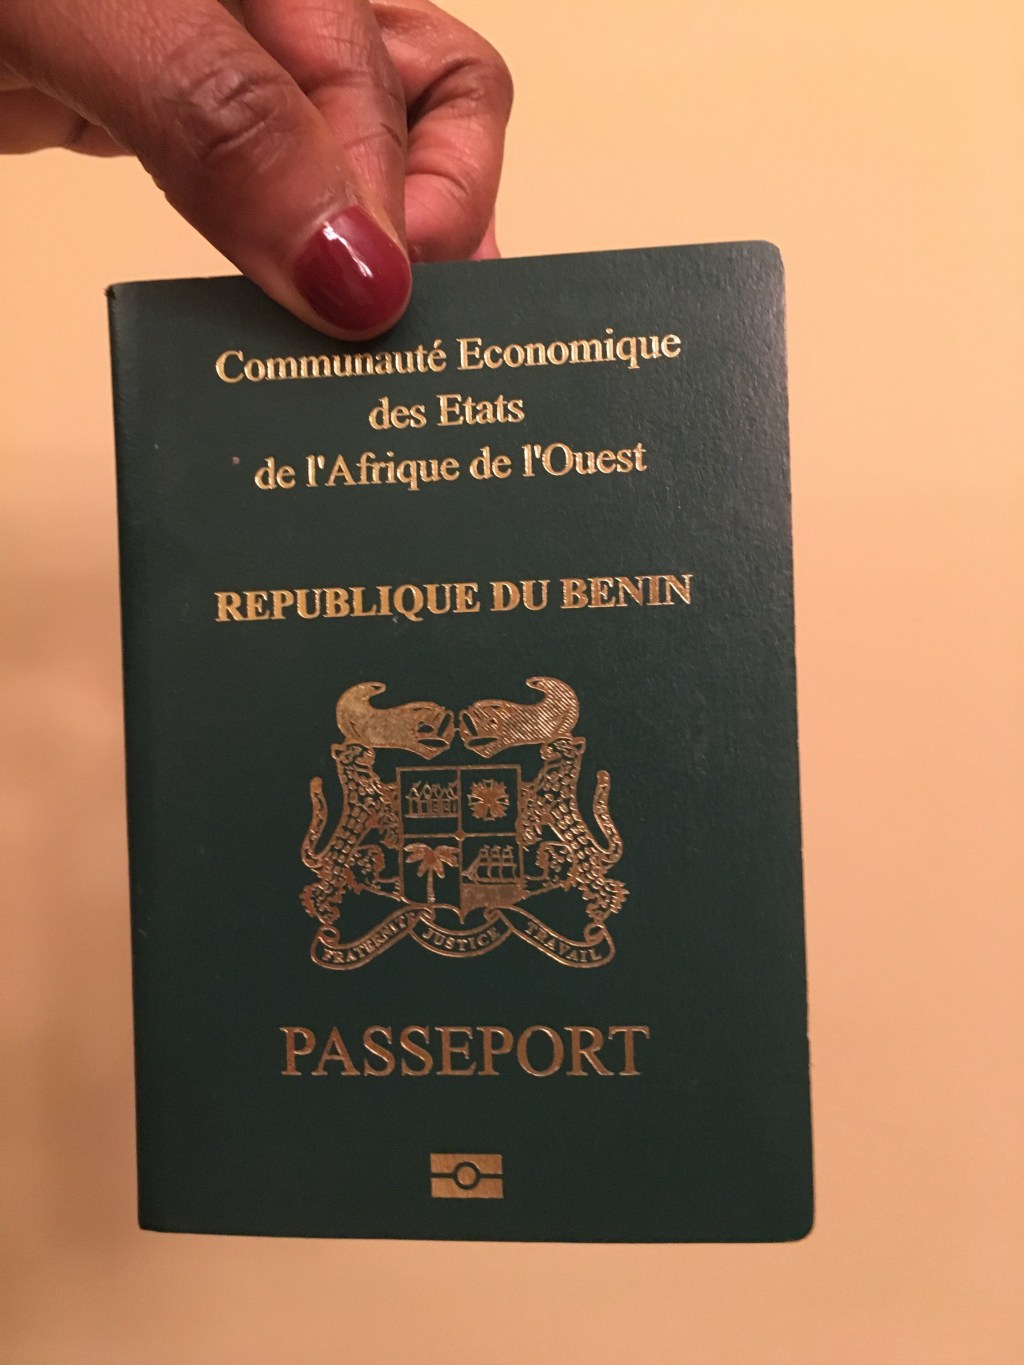 Communauté Economique
des Etats
de l'Afrique de l'Ouest
REPUBLIQUE DU BENIN
FRATERNITE JUSTICE TRAVAIL
PASSEPORT